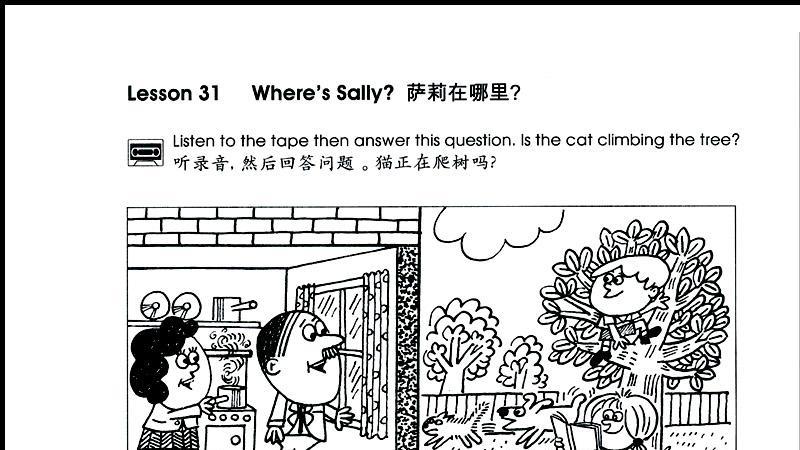 Lesson 31 Where's Sally? 萨莉在哪里?
Listen to the tape then answer this question. Is the cat climbing the tree?
听录音, 然后回答问题 。猫正在爬树吗?